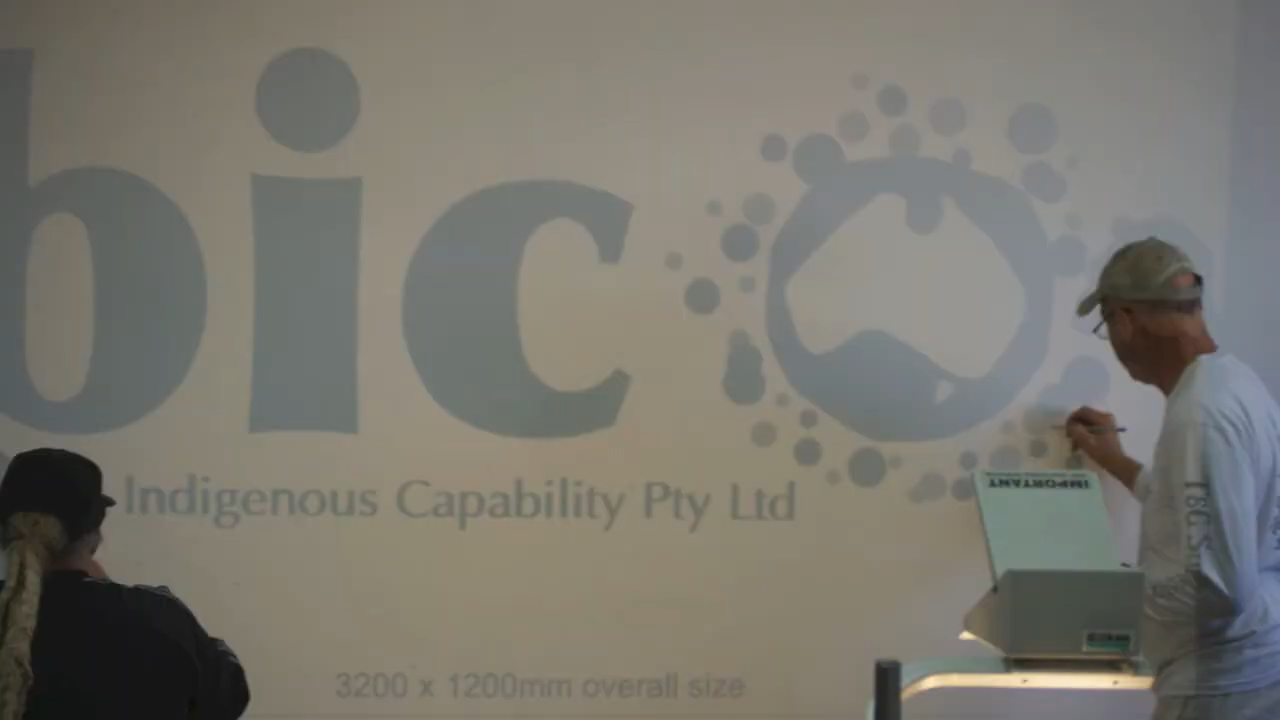 bic
Indigenous Capability Pty Ltd
3200 x 1200mm overall size
IMPORTANT